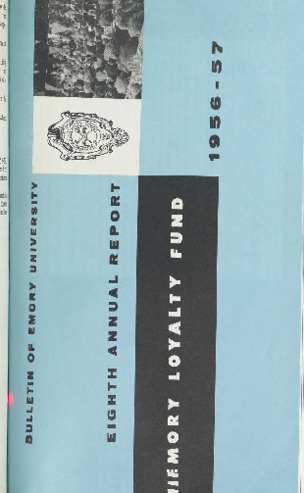 BULLETIN OF EMORY UNIVERSITY
EIGHTH ANNUAL REPORT
EMORY LOYALTY FUND
1956-57